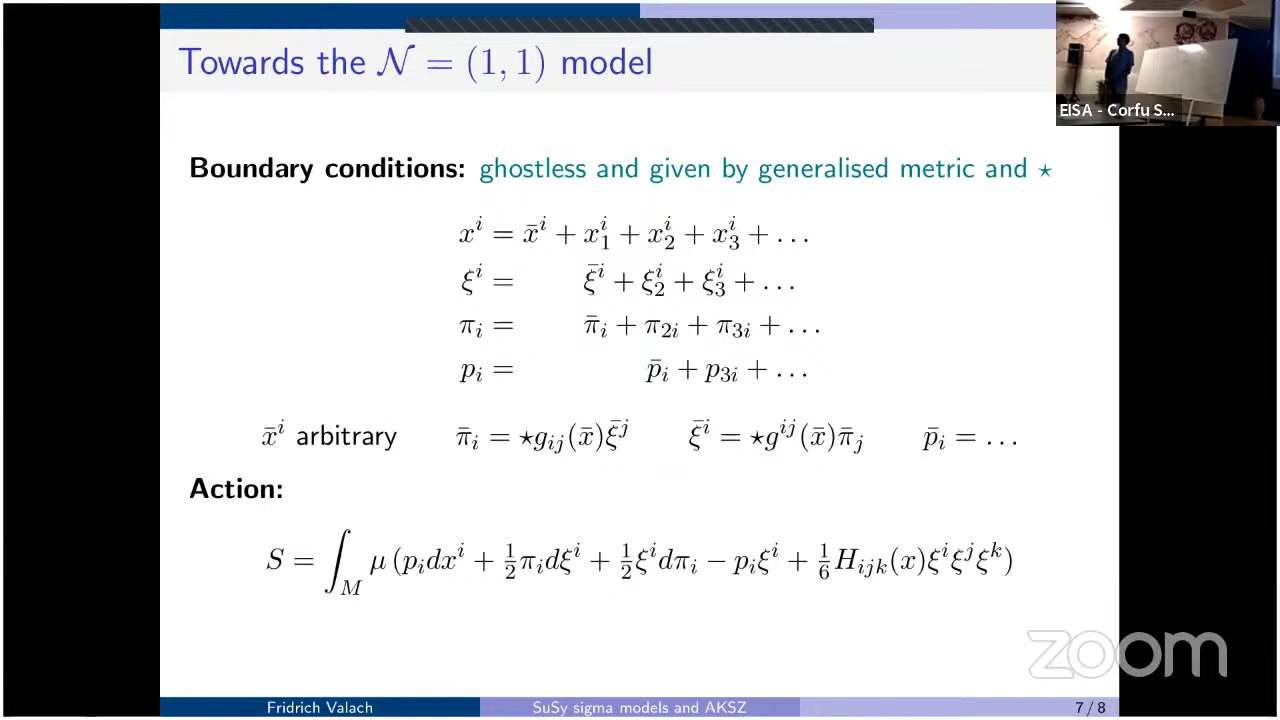 Towards the 𝒩 = (1, 1) model
EISA - Corfu S...
Boundary conditions: ghostless and given by generalised metric and ⋆
xⁱ = x̄ⁱ + x₁ⁱ + x₂ⁱ + x₃ⁱ + . . .
ξⁱ = ξ̄ⁱ + ξ₂ⁱ + ξ₃ⁱ + . . .
πᵢ = π̄ᵢ + π₂ᵢ + π₃ᵢ + . . .
pᵢ = p̄ᵢ + p₃ᵢ + . . .
x̄ⁱ arbitrary π̄ᵢ = ⋆gᵢⱼ(x̄)ξ̄ʲ ξ̄ⁱ = ⋆gⁱʲ(x̄)π̄ⱼ p̄ᵢ = . . .
Action:
S = ∫_M μ (pᵢdxⁱ + ½πᵢdξⁱ + ½ξⁱdπᵢ − pᵢξⁱ + ⅙Hᵢⱼₖ(x)ξⁱξʲξᵏ)
zoom
Fridrich Valach SuSy sigma models and AKSZ 7 / 8